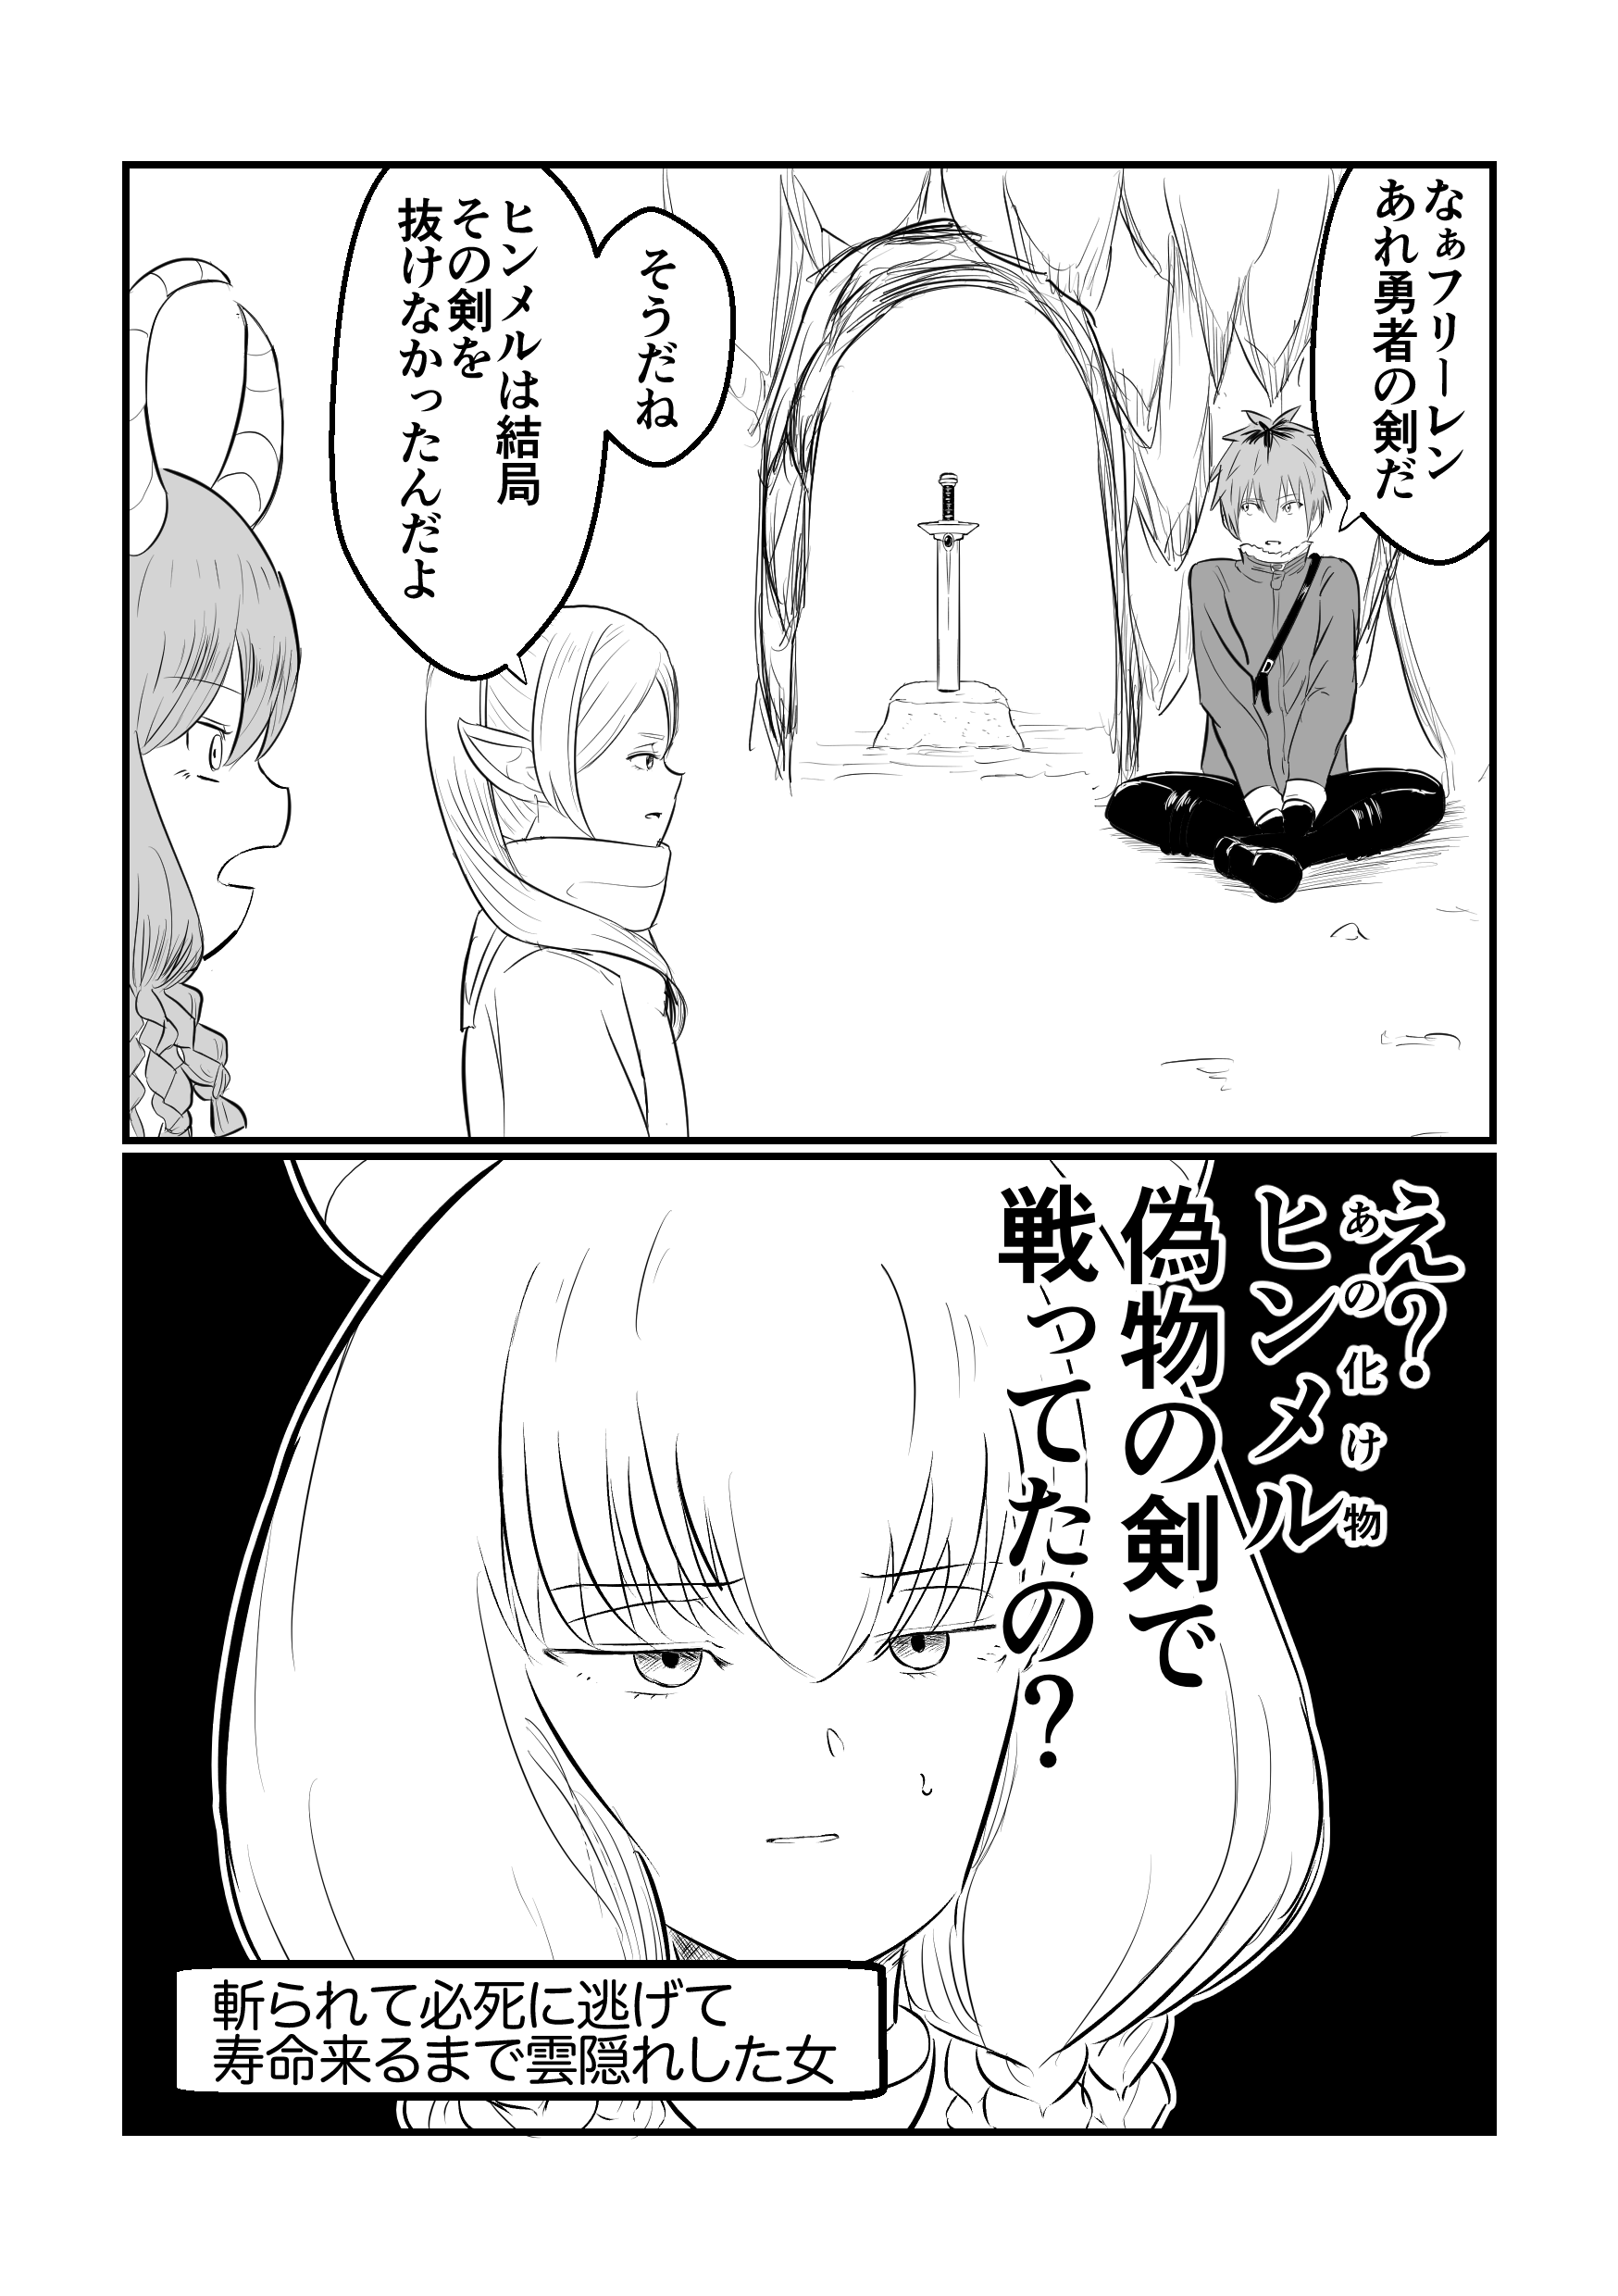 なぁフリーレン
あれ勇者の剣だ
そうだね
ヒンメルは結局
その剣を
抜けなかったんだよ
え？
あの化け物
ヒンメル
偽物の剣で
戦ってたの？
斬られて必死に逃げて
寿命来るまで雲隠れした女